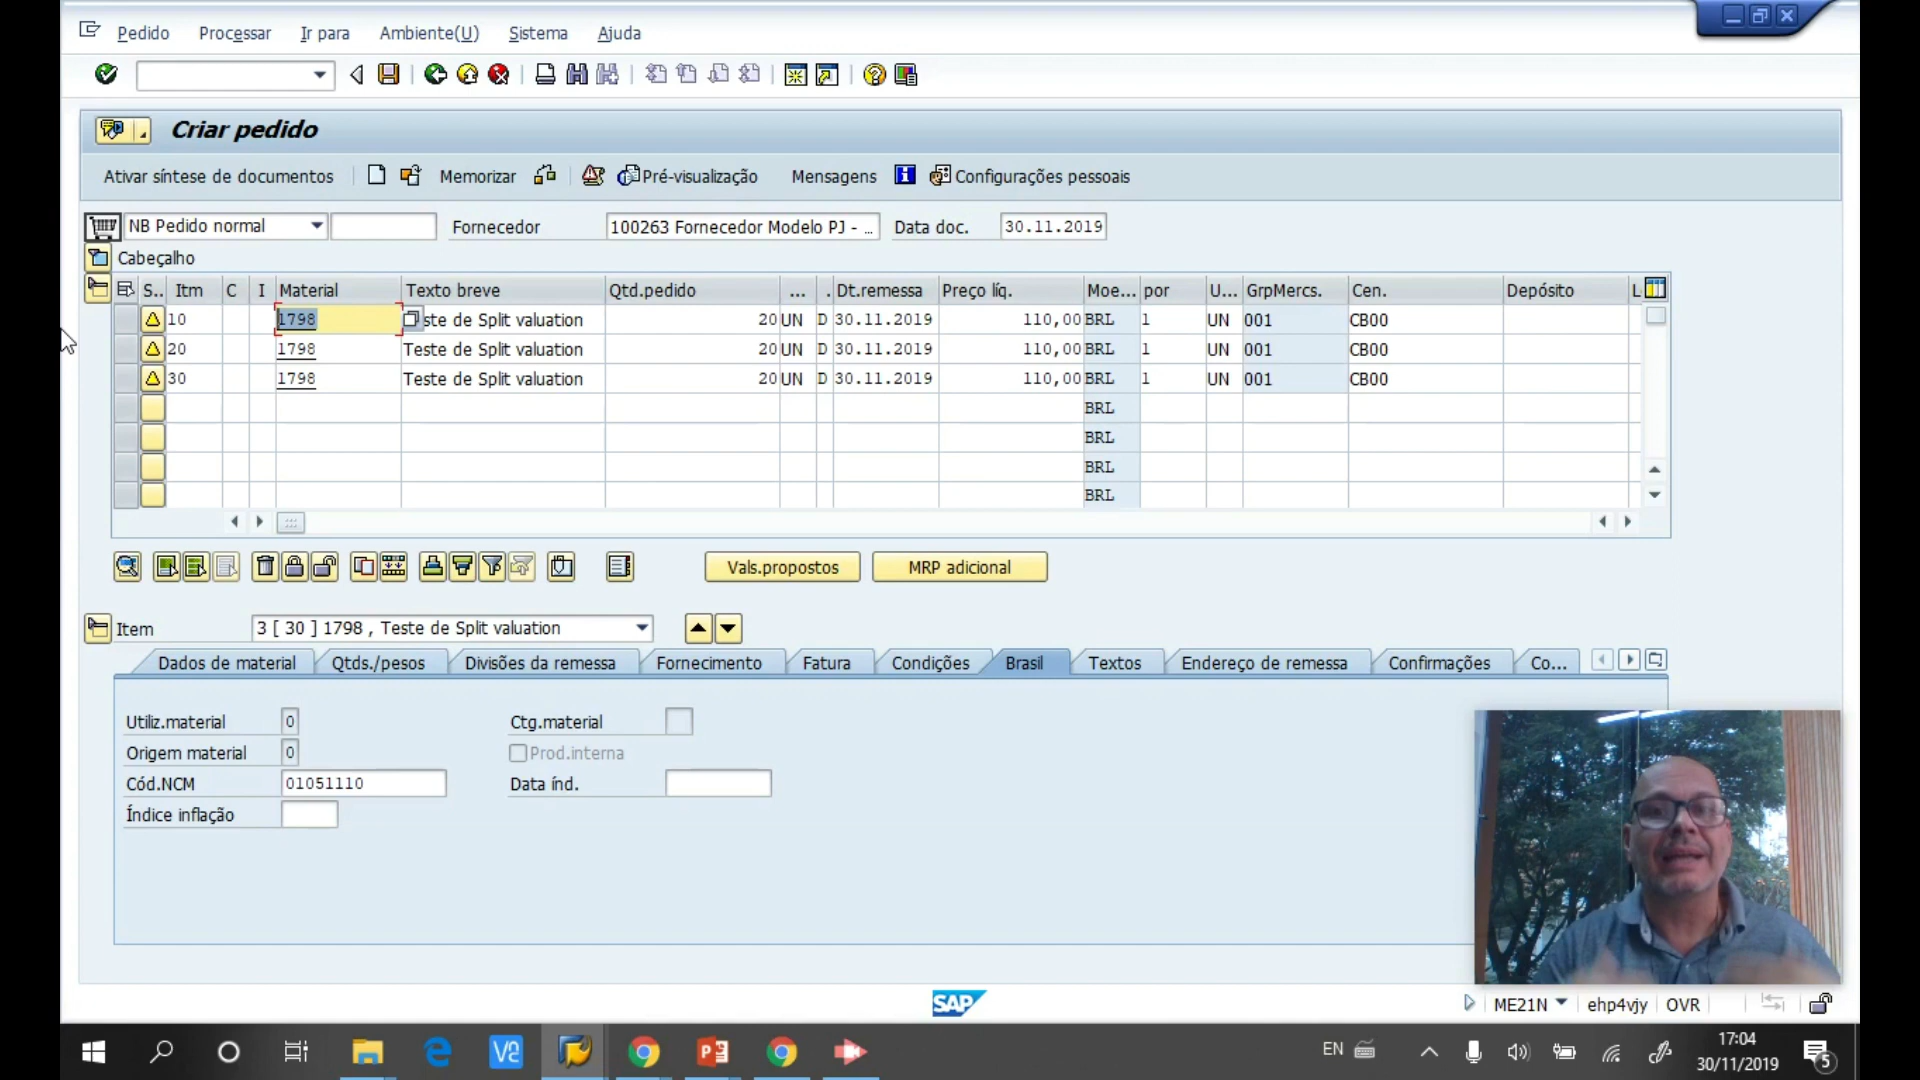 Pedido Processar Ir para Ambiente(U) Sistema Ajuda
Criar pedido
Ativar síntese de documentos Memorizar Pré-visualização Mensagens Configurações pessoais
NB Pedido normal Fornecedor 100263 Fornecedor Modelo PJ - ... Data doc. 30.11.2019
Cabeçalho
S.. Itm C I Material Texto breve Qtd.pedido ... . Dt.remessa Preço líq. Moe... por U... GrpMercs. Cen. Depósito L
10 1798 ste de Split valuation 20 UN D 30.11.2019 110,00 BRL 1 UN 001 CB00
20 1798 Teste de Split valuation 20 UN D 30.11.2019 110,00 BRL 1 UN 001 CB00
30 1798 Teste de Split valuation 20 UN D 30.11.2019 110,00 BRL 1 UN 001 CB00
BRL
BRL
BRL
BRL
Vals.propostos MRP adicional
Item 3 [ 30 ] 1798 , Teste de Split valuation
Dados de material Qtds./pesos Divisões da remessa Fornecimento Fatura Condições Brasil Textos Endereço de remessa Confirmações Co...
Utiliz.material 0 Ctg.material
Origem material 0 Prod.interna
Cód.NCM 01051110 Data índ.
Índice inflação
SAP ME21N ehp4vjy OVR
EN 17:04
30/11/2019 5